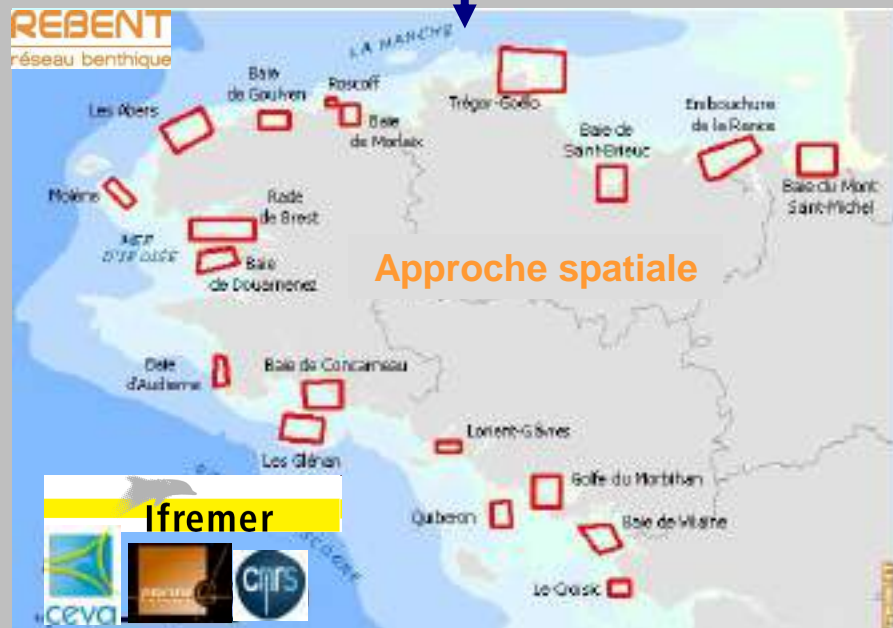 REBENT
réseau benthique
LA MANCHE
Baie
de Goulven
Roscoff
Les Abers
Baie
de Morlaix
Trégor-Goëlo
Baie de
Saint-Brieuc
Embouchure
de la Rance
Baie du Mont
Saint-Michel
Molène
Rade
de Brest
MER
D'IROISE
Baie
de Douarnenez
Approche spatiale
Baie
d'Audierne
Baie de Concarneau
Les Glénan
Lorient-Gâvres
Golfe du Morbihan
Quiberon
Baie de Vilaine
Le Croisic
Ifremer
ceva
cnrs